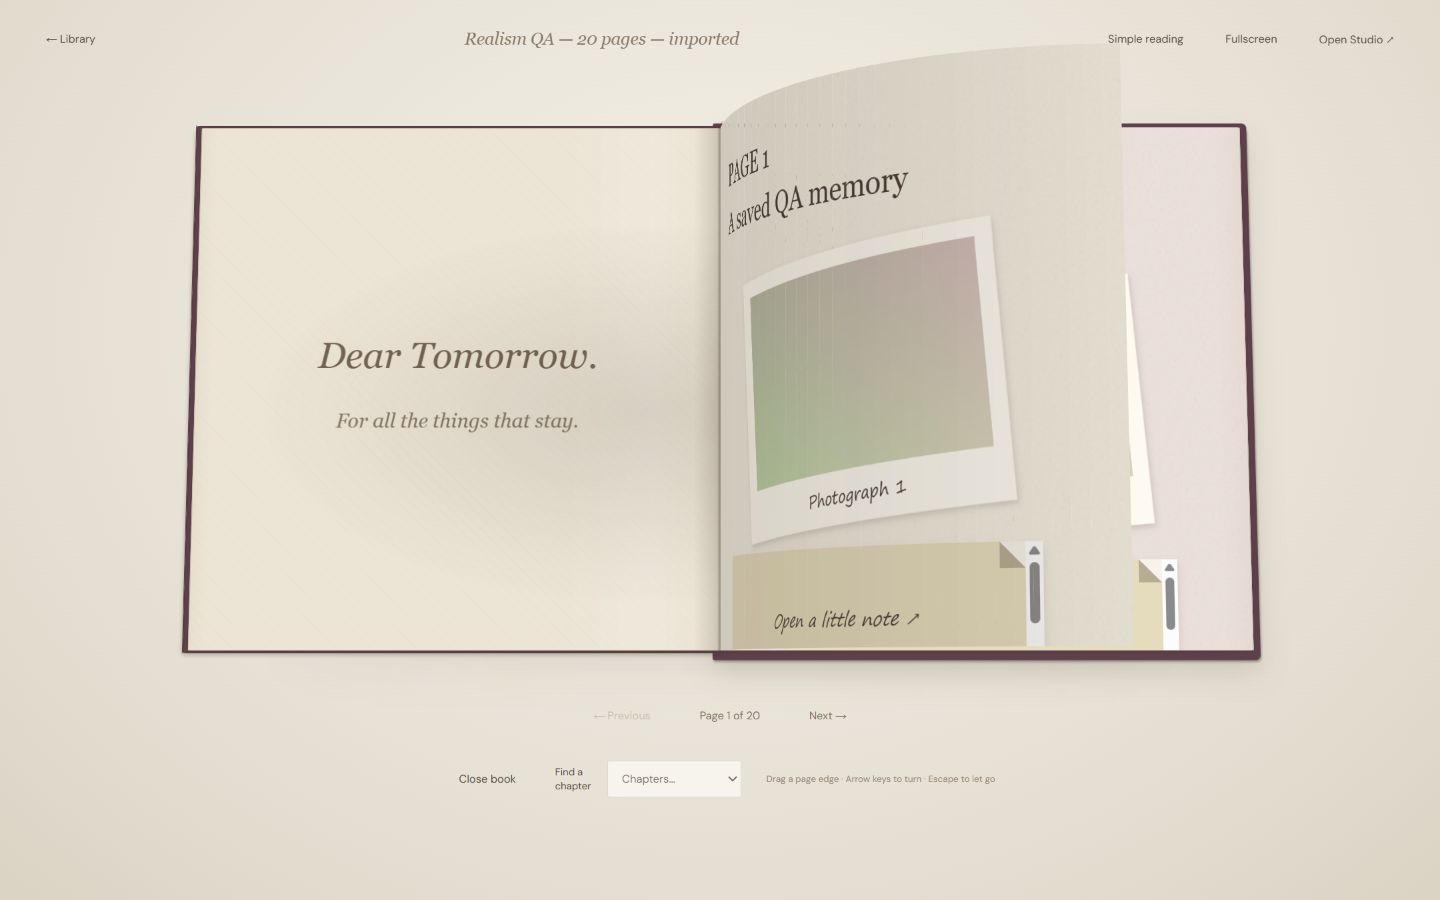 ← Library
Realism QA — 20 pages — imported
Simple reading
Fullscreen
Open Studio ↗
Dear Tomorrow.
For all the things that stay.
PAGE 1
A saved QA memory
Photograph 1
Open a little note ↗
← Previous
Page 1 of 20
Next →
Close book
Find a
chapter
Chapters...
Drag a page edge · Arrow keys to turn · Escape to let go